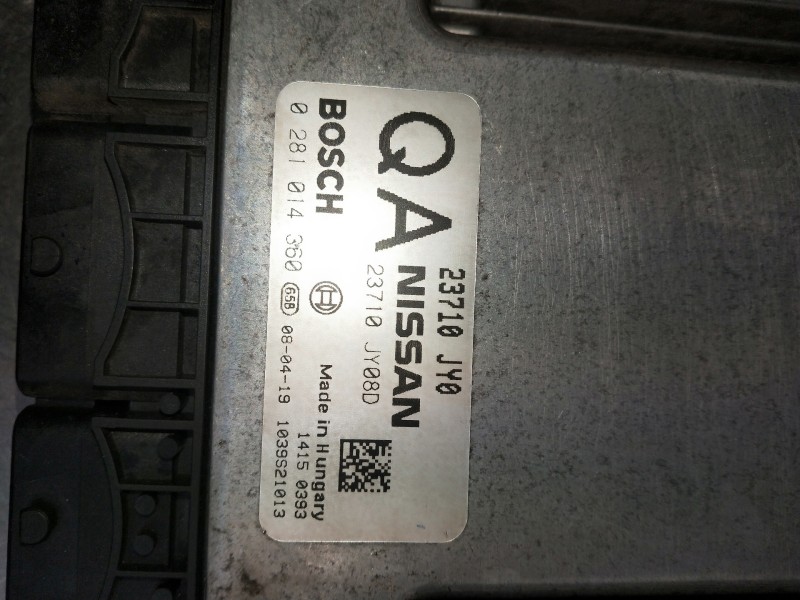 QA
23710 JY0
NISSAN
23710 JY08D
BOSCH
Made in Hungary
1415 0393
0 281 014 360 658 08-04-19 1039S21013